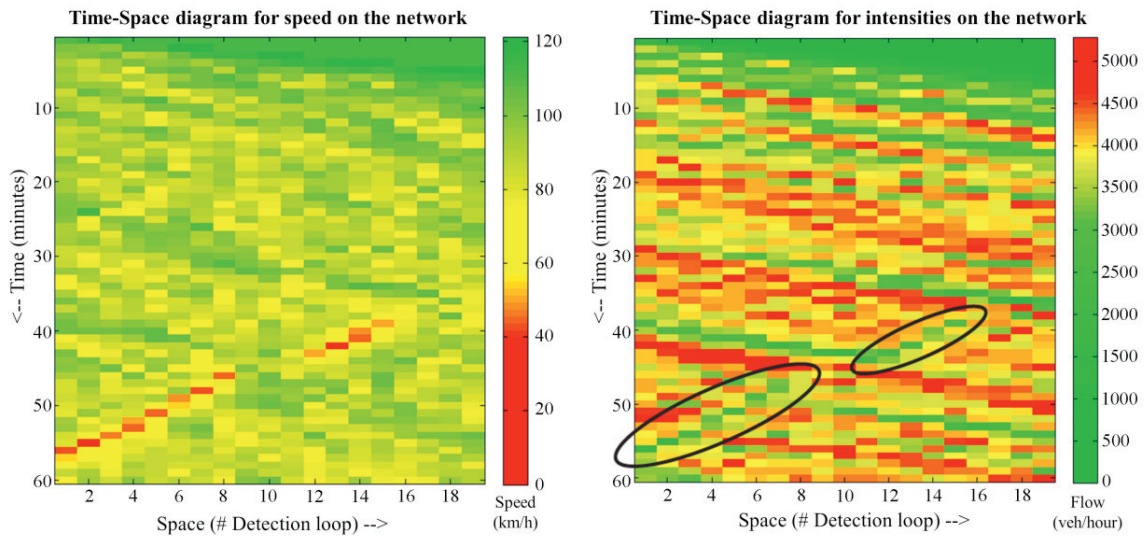 Time-Space diagram for speed on the network
<-- Time (minutes)
10
20
30
40
50
60
2 4 6 8 10 12 14 16 18
Space (# Detection loop) -->
120
100
80
60
40
20
0
Speed
(km/h)
Time-Space diagram for intensities on the network
<-- Time (minutes)
10
20
30
40
50
60
2 4 6 8 10 12 14 16 18
Space (# Detection loop) -->
5000
4500
4000
3500
3000
2500
2000
1500
1000
500
0
Flow
(veh/hour)